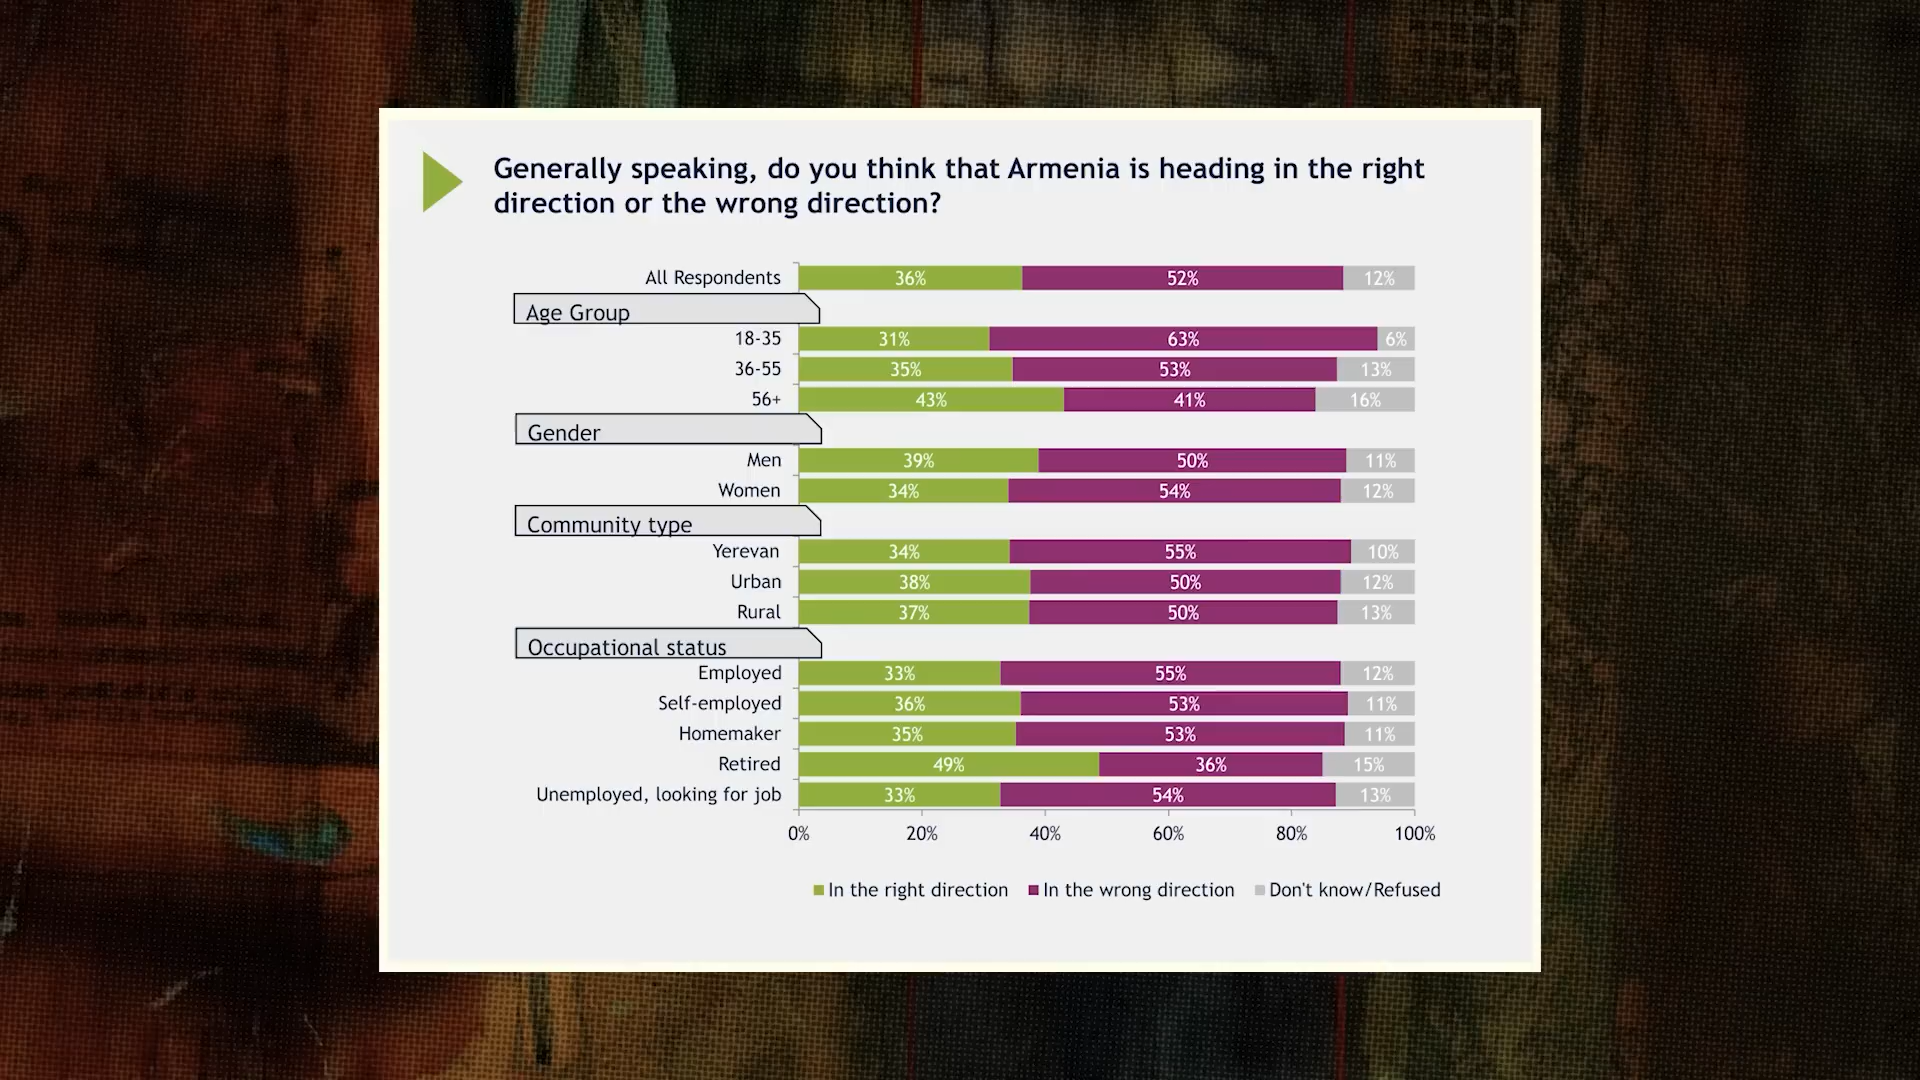 Generally speaking, do you think that Armenia is heading in the right
direction or the wrong direction?
All Respondents 36% 52% 12%
Age Group
18-35 31% 63% 6%
36-55 35% 53% 13%
56+ 43% 41% 16%
Gender
Men 39% 50% 11%
Women 34% 54% 12%
Community type
Yerevan 34% 55% 10%
Urban 38% 50% 12%
Rural 37% 50% 13%
Occupational status
Employed 33% 55% 12%
Self-employed 36% 53% 11%
Homemaker 35% 53% 11%
Retired 49% 36% 15%
Unemployed, looking for job 33% 54% 13%
0% 20% 40% 60% 80% 100%
In the right direction In the wrong direction Don't know/Refused